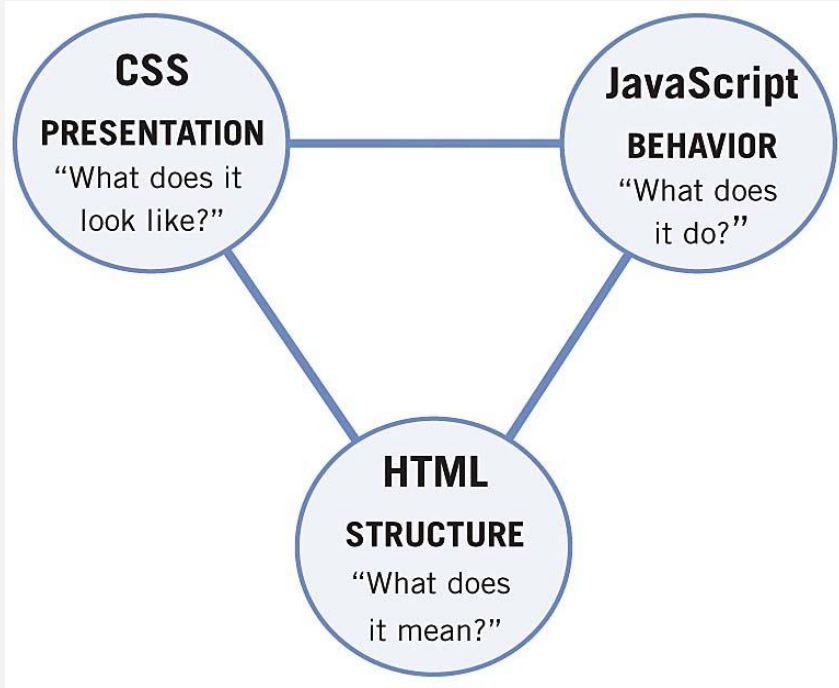 CSS
PRESENTATION
“What does it
look like?”
JavaScript
BEHAVIOR
“What does
it do?”
HTML
STRUCTURE
“What does
it mean?”